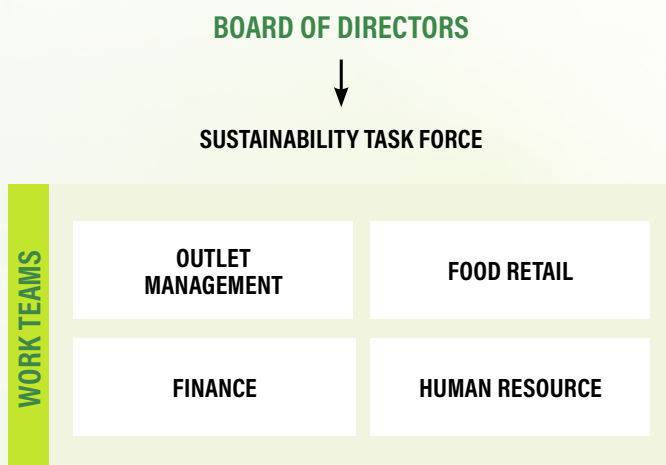 BOARD OF DIRECTORS
SUSTAINABILITY TASK FORCE
WORK TEAMS
OUTLET
MANAGEMENT
FOOD RETAIL
FINANCE
HUMAN RESOURCE